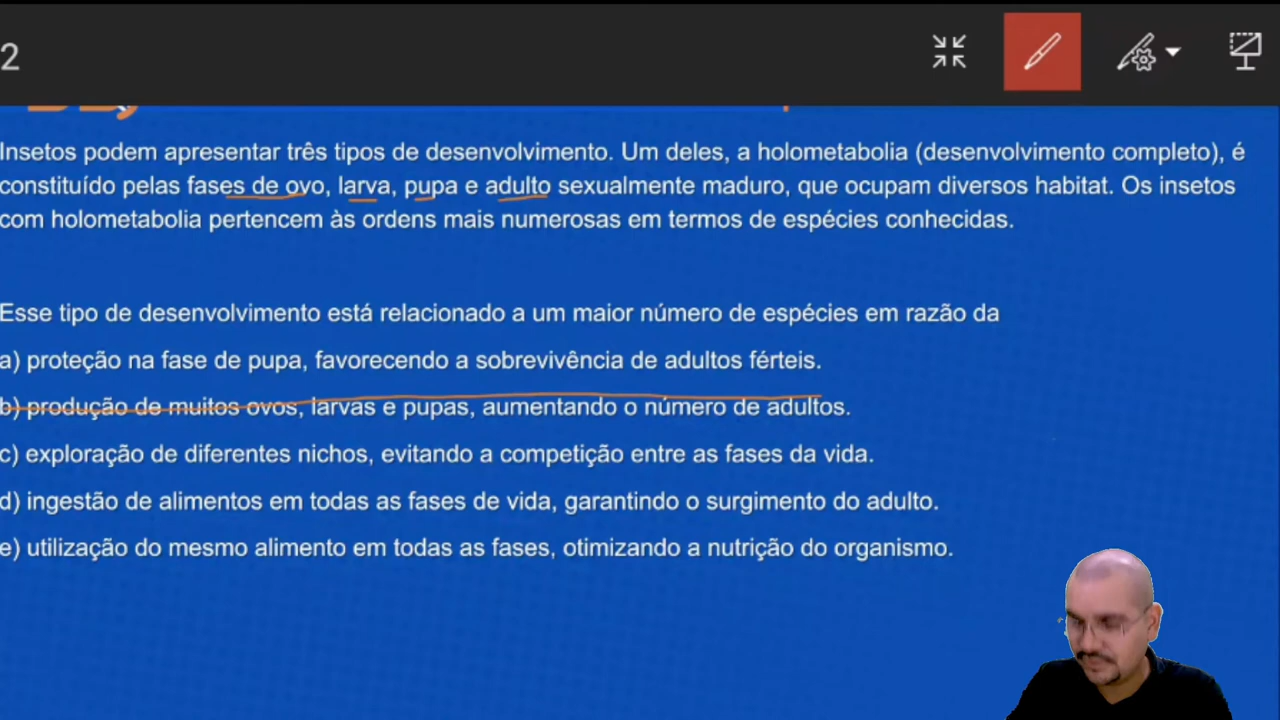 2
Insetos podem apresentar três tipos de desenvolvimento. Um deles, a holometabolia (desenvolvimento completo), é
constituído pelas fases de ovo, larva, pupa e adulto sexualmente maduro, que ocupam diversos habitat. Os insetos
com holometabolia pertencem às ordens mais numerosas em termos de espécies conhecidas.
Esse tipo de desenvolvimento está relacionado a um maior número de espécies em razão da
a) proteção na fase de pupa, favorecendo a sobrevivência de adultos férteis.
b) produção de muitos ovos, larvas e pupas, aumentando o número de adultos.
c) exploração de diferentes nichos, evitando a competição entre as fases da vida.
d) ingestão de alimentos em todas as fases de vida, garantindo o surgimento do adulto.
e) utilização do mesmo alimento em todas as fases, otimizando a nutrição do organismo.